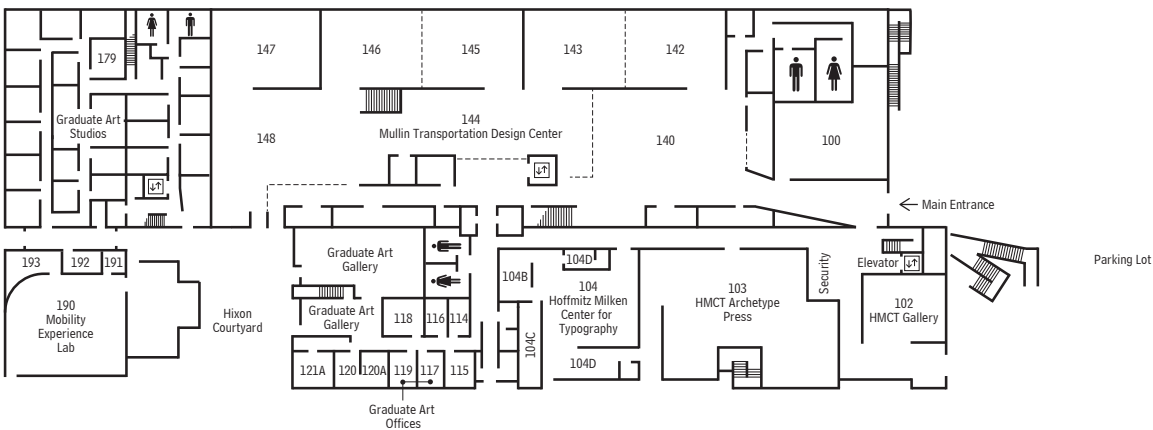 179
147
146
145
143
142
Graduate Art
Studios
148
144
Mullin Transportation Design Center
140
100
Main Entrance
193
192
191
190
Mobility
Experience
Lab
Hixon
Courtyard
Graduate Art
Gallery
Graduate Art
Gallery
118
116
114
121A
120
120A
119
117
115
Graduate Art
Offices
104B
104D
104
Hoffmitz Milken
Center for
Typography
104C
104D
103
HMCT Archetype
Press
Security
Elevator
102
HMCT Gallery
Parking Lot